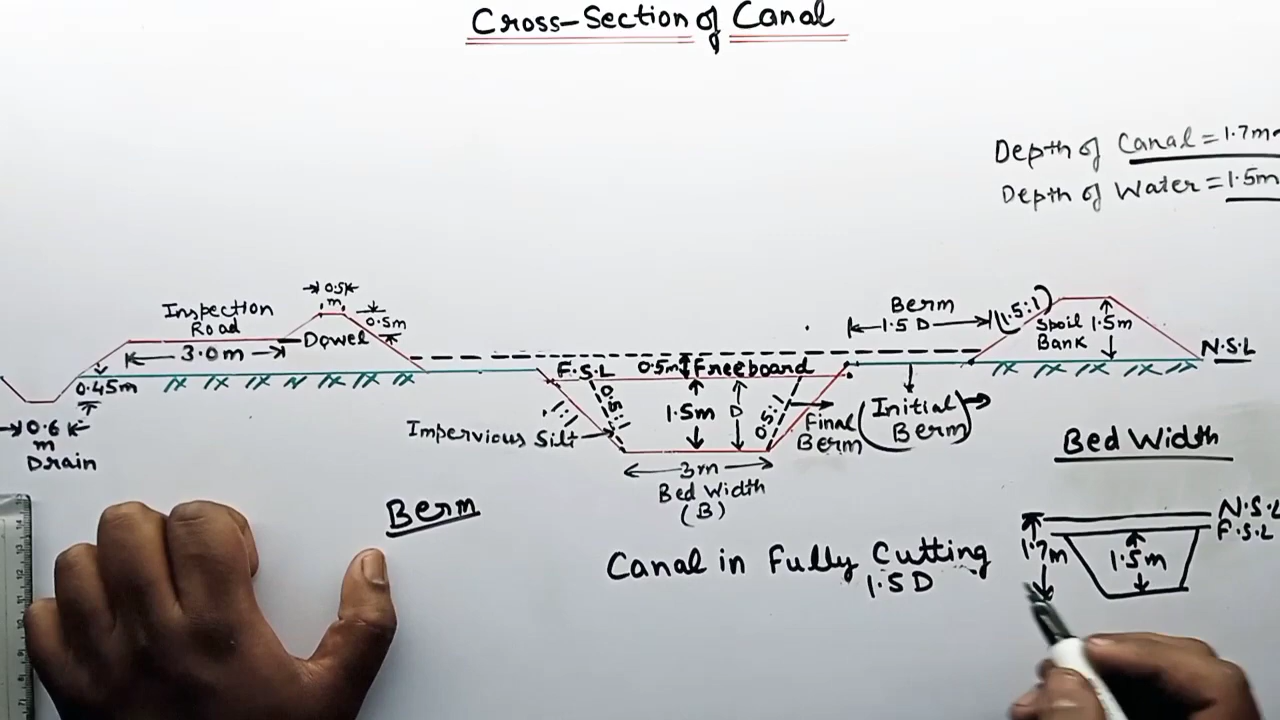 Cross-Section of Canal
Depth of Canal = 1.7m
Depth of Water = 1.5m
Inspection
Road
3.0m
0.5
m
Dowel
0.5m
0.45m
0.6
m
Drain
F.S.L
0.5m
Freeboard
1.5m
D
0.5:1
0.5:1
Impervious Silt
3m
Bed Width
(B)
Final
Berm
Berm
1.5 D
1.5:1
Spoil
Bank
1.5m
N.S.L
(Initial
Berm)
Bed Width
Berm
Canal in Fully Cutting
1.5 D
N.S.L
F.S.L
1.7m
1.5m